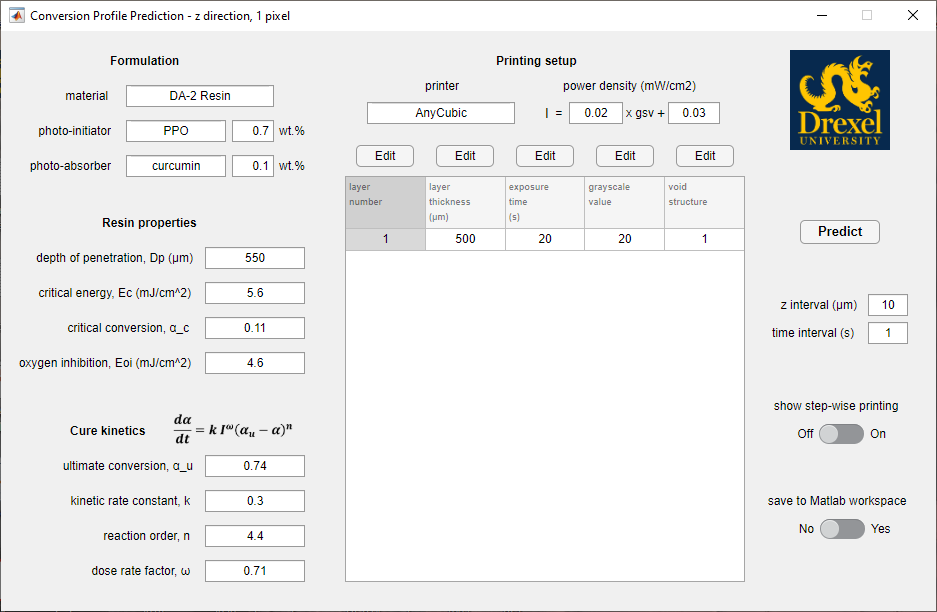 Conversion Profile Prediction - z direction, 1 pixel
Formulation
material DA-2 Resin
photo-initiator PPO 0.7 wt.%
photo-absorber curcumin 0.1 wt.%
Resin properties
depth of penetration, Dp (µm) 550
critical energy, Ec (mJ/cm^2) 5.6
critical conversion, α_c 0.11
oxygen inhibition, Eoi (mJ/cm^2) 4.6
Cure kinetics dα/dt = k I^ω(α_u − α)^n
ultimate conversion, α_u 0.74
kinetic rate constant, k 0.3
reaction order, n 4.4
dose rate factor, ω 0.71
Printing setup
printer power density (mW/cm2)
AnyCubic I = 0.02 x gsv + 0.03
Edit Edit Edit Edit Edit
layer number
layer thickness (µm)
exposure time (s)
grayscale value
void structure
1 500 20 20 1
Drexel
UNIVERSITY
Predict
z interval (µm) 10
time interval (s) 1
show step-wise printing
Off On
save to Matlab workspace
No Yes